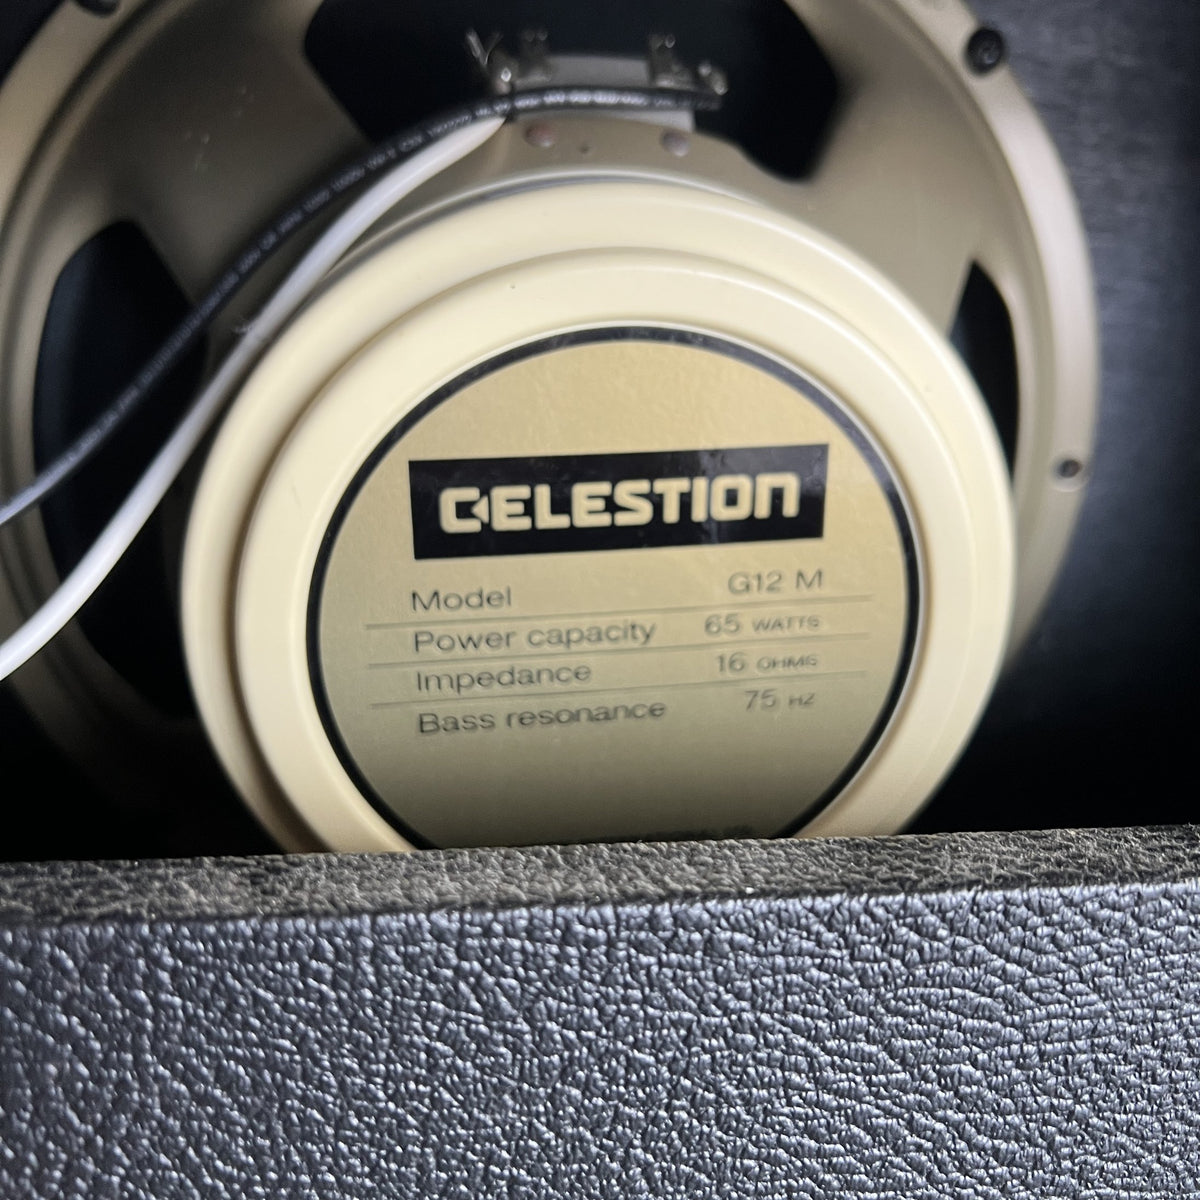 CELESTION
Model G12 M
Power capacity 65 WATTS
Impedance 16 OHMS
Bass resonance 75 HZ